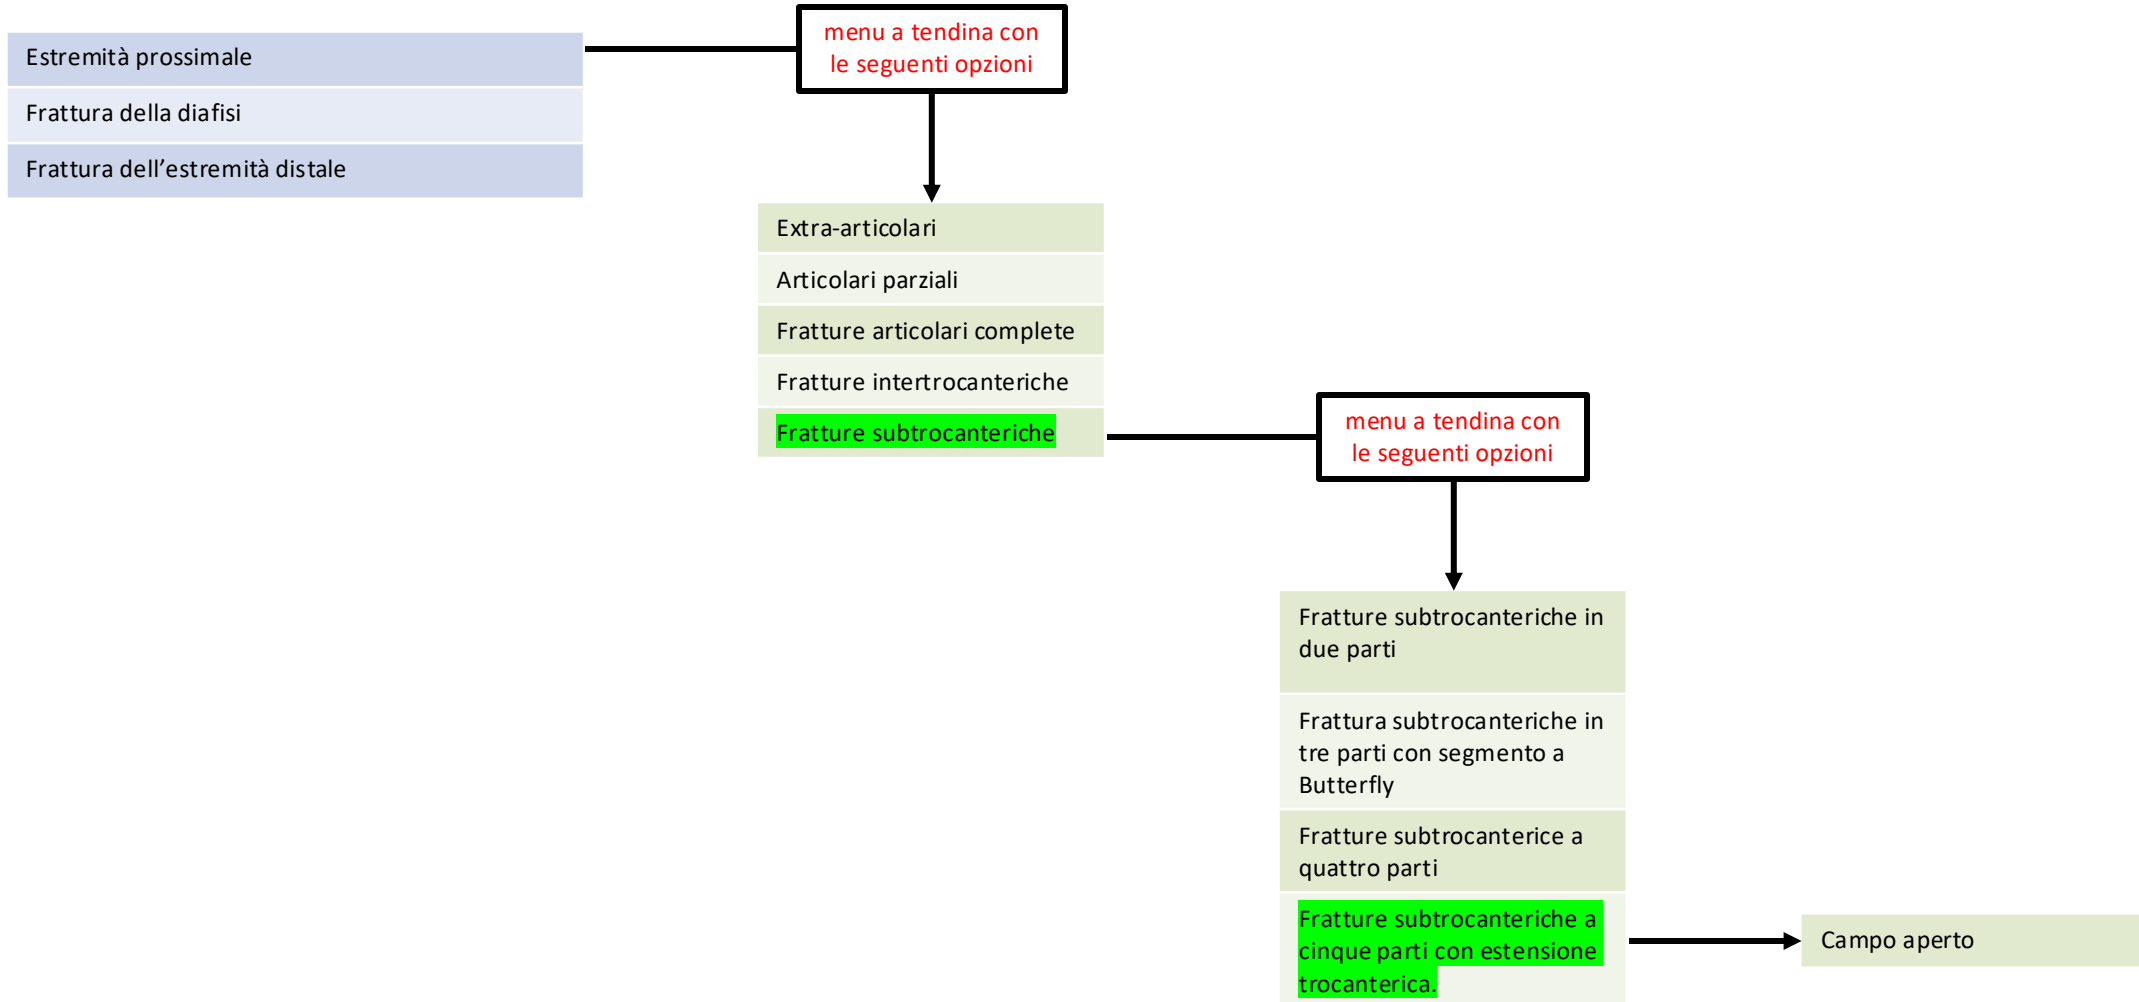 Estremità prossimale
Frattura della diafisi
Frattura dell’estremità distale
menu a tendina con
le seguenti opzioni
Extra-articolari
Articolari parziali
Fratture articolari complete
Fratture intertrocanteriche
Fratture subtrocanteriche
menu a tendina con
le seguenti opzioni
Fratture subtrocanteriche in
due parti
Frattura subtrocanteriche in
tre parti con segmento a
Butterfly
Fratture subtrocanterice a
quattro parti
Fratture subtrocanteriche a
cinque parti con estensione
trocanterica.
Campo aperto